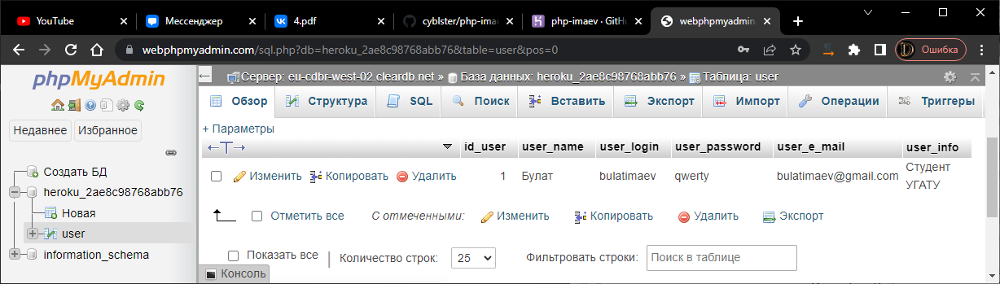 YouTube Мессенджер 4.pdf cyblster/php-imae php-imaev · GitH webphpmyadmin.
webphpmyadmin.com/sql.php?db=heroku_2ae8c98768abb76&table=user&pos=0 Ошибка
phpMyAdmin
Недавнее Избранное
Создать БД
heroku_2ae8c98768abb76
Новая
user
information_schema
Сервер: eu-cdbr-west-02.cleardb.net » База данных: heroku_2ae8c98768abb76 » Таблица: user
Обзор Структура SQL Поиск Вставить Экспорт Импорт Операции Триггеры
+ Параметры
←T→ id_user user_name user_login user_password user_e_mail user_info
Изменить Копировать Удалить 1 Булат bulatimaev qwerty bulatimaev@gmail.com Студент
УГАТУ
Отметить все С отмеченными: Изменить Копировать Удалить Экспорт
Показать все | Количество строк: 25 Фильтровать строки: Поиск в таблице
Консоль